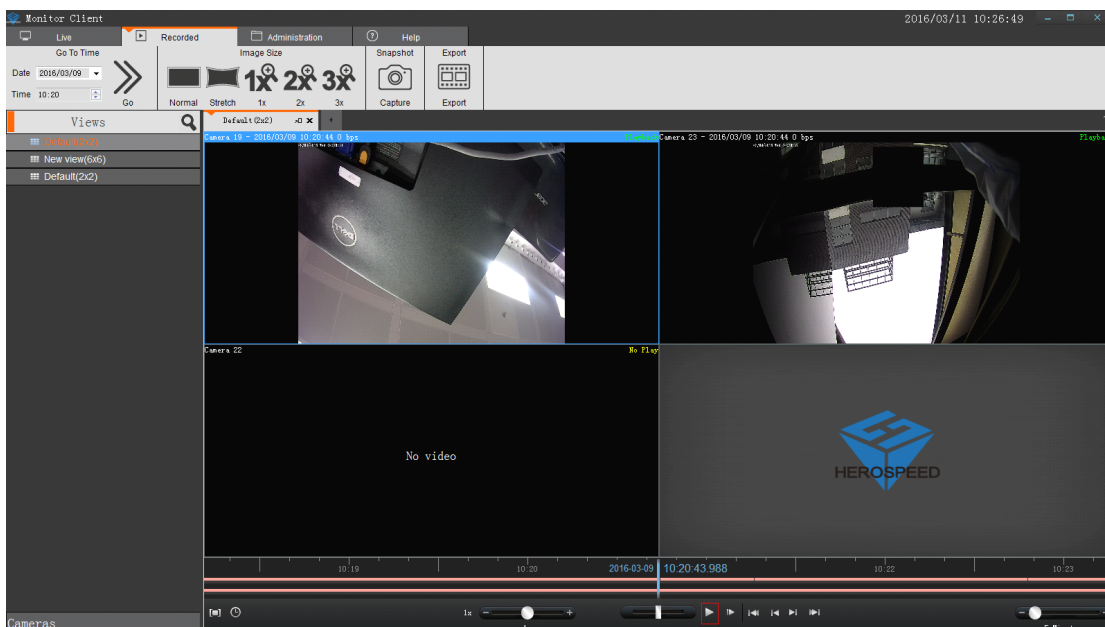 Monitor Client
2016/03/11 10:26:49
Live
Recorded
Administration
Help
Go To Time
Date 2016/03/09
Time 10:20
Go
Image Size
1X 2X 3X
Normal Stretch 1x 2x 3x
Snapshot
Capture
Export
Export
Views
Default(2x2)
New view(6x6)
Default(2x2)
Cameras
Default(2x2)
Camera 19 - 2016/03/09 10:20:44 0 bps
DELL
Camera 23 - 2016/03/09 10:20:44 0 bps
Camera 22
No Play
No video
HEROSPEED
10:19
10:20
2016-03-09 10:20:43.988
10:22
10:23
1x